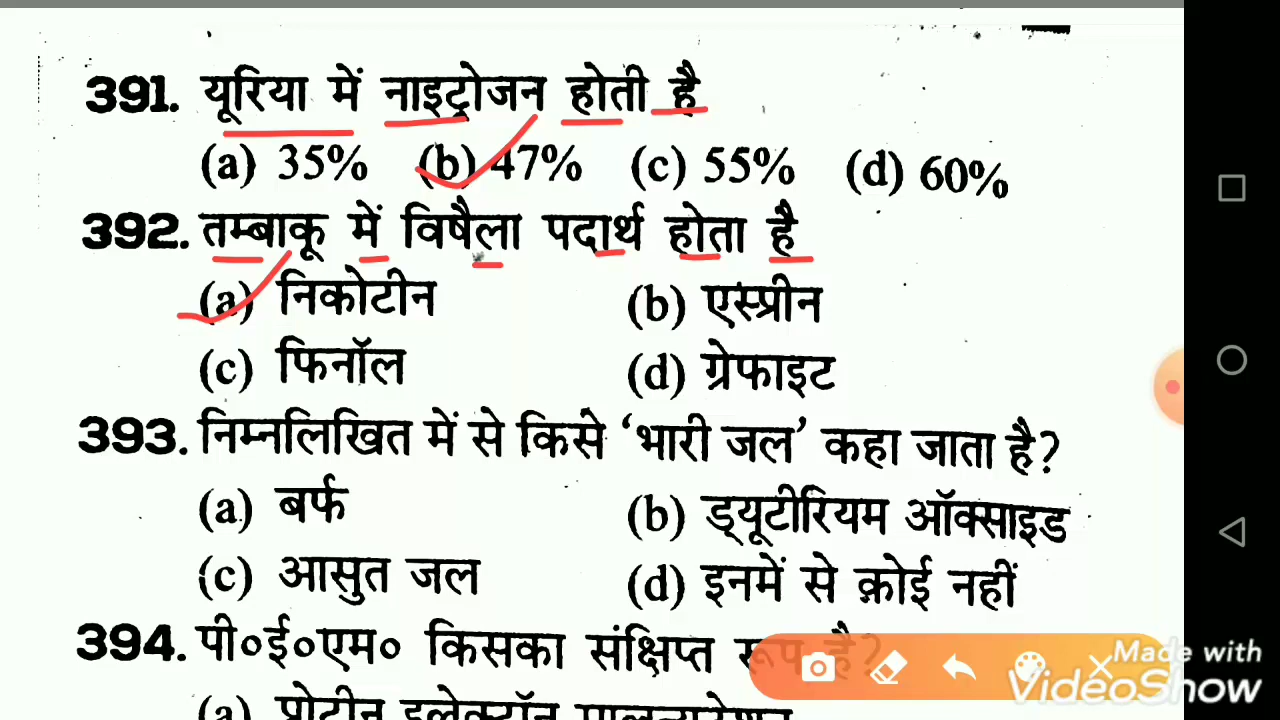 391. यूरिया में नाइट्रोजन होती है
(a) 35% (b) 47% (c) 55% (d) 60%
392. तम्बाकू में विषैला पदार्थ होता है
(a) निकोटीन (b) एस्प्रीन
(c) फिनॉल (d) ग्रेफाइट
393. निम्नलिखित में से किसे ‘भारी जल’ कहा जाता है?
(a) बर्फ (b) ड्यूटीरियम ऑक्साइड
(c) आसुत जल (d) इनमें से कोई नहीं
394. पी०ई०एम० किसका संक्षिप्त रूप है?
(a) प्रोटीन इलेक्ट्रॉन
Made with
VideoShow